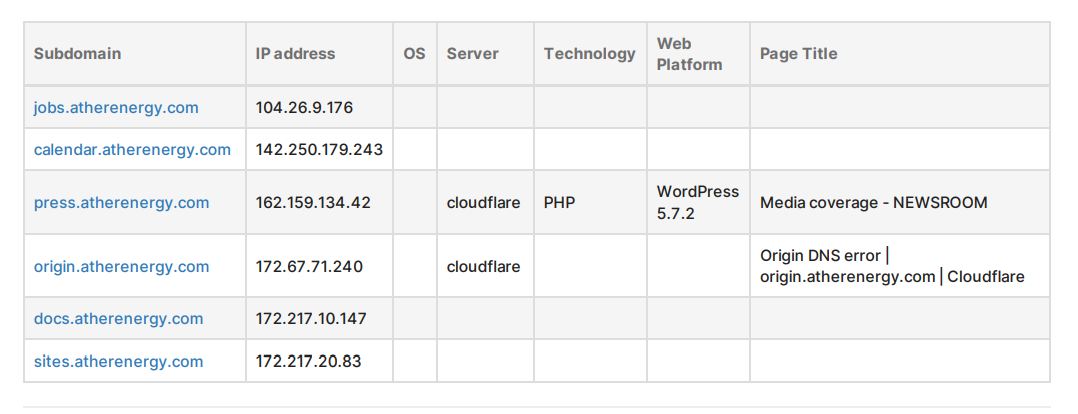 Subdomain IP address OS Server Technology Web Platform Page Title
jobs.atherenergy.com 104.26.9.176
calendar.atherenergy.com 142.250.179.243
press.atherenergy.com 162.159.134.42 cloudflare PHP WordPress 5.7.2 Media coverage - NEWSROOM
origin.atherenergy.com 172.67.71.240 cloudflare Origin DNS error | origin.atherenergy.com | Cloudflare
docs.atherenergy.com 172.217.10.147
sites.atherenergy.com 172.217.20.83